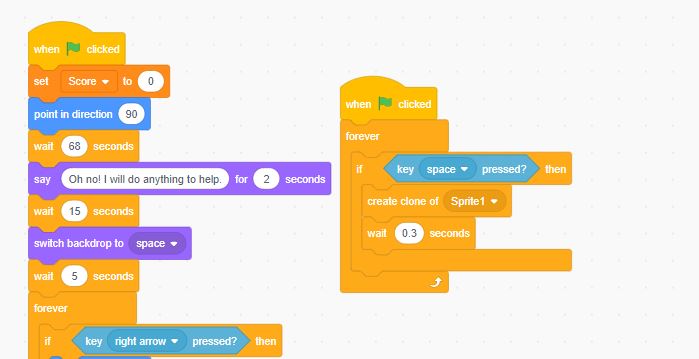 when clicked
set Score to 0
point in direction 90
wait 68 seconds
say Oh no! I will do anything to help. for 2 seconds
wait 15 seconds
switch backdrop to space
wait 5 seconds
forever
if key right arrow pressed? then
when clicked
forever
if key space pressed? then
create clone of Sprite1
wait 0.3 seconds